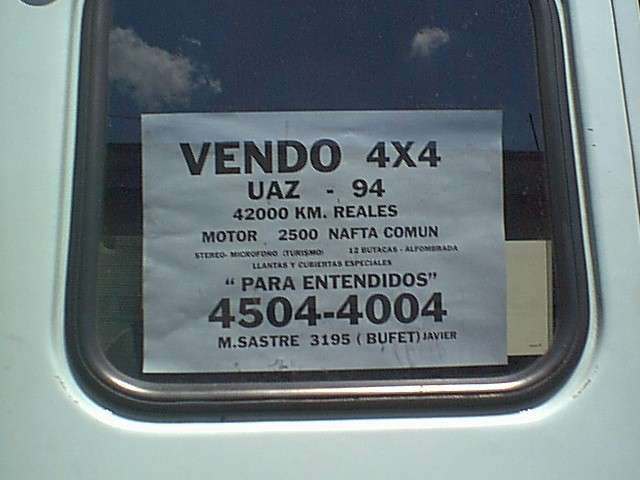 VENDO 4X4
UAZ - 94
42000 KM. REALES
MOTOR 2500 NAFTA COMUN
STEREO- MICROFONO (TURISMO) 12 BUTACAS - ALFOMBRADA
LLANTAS Y CUBIERTAS ESPECIALES
“ PARA ENTENDIDOS”
4504-4004
M.SASTRE 3195 ( BUFET) JAVIER